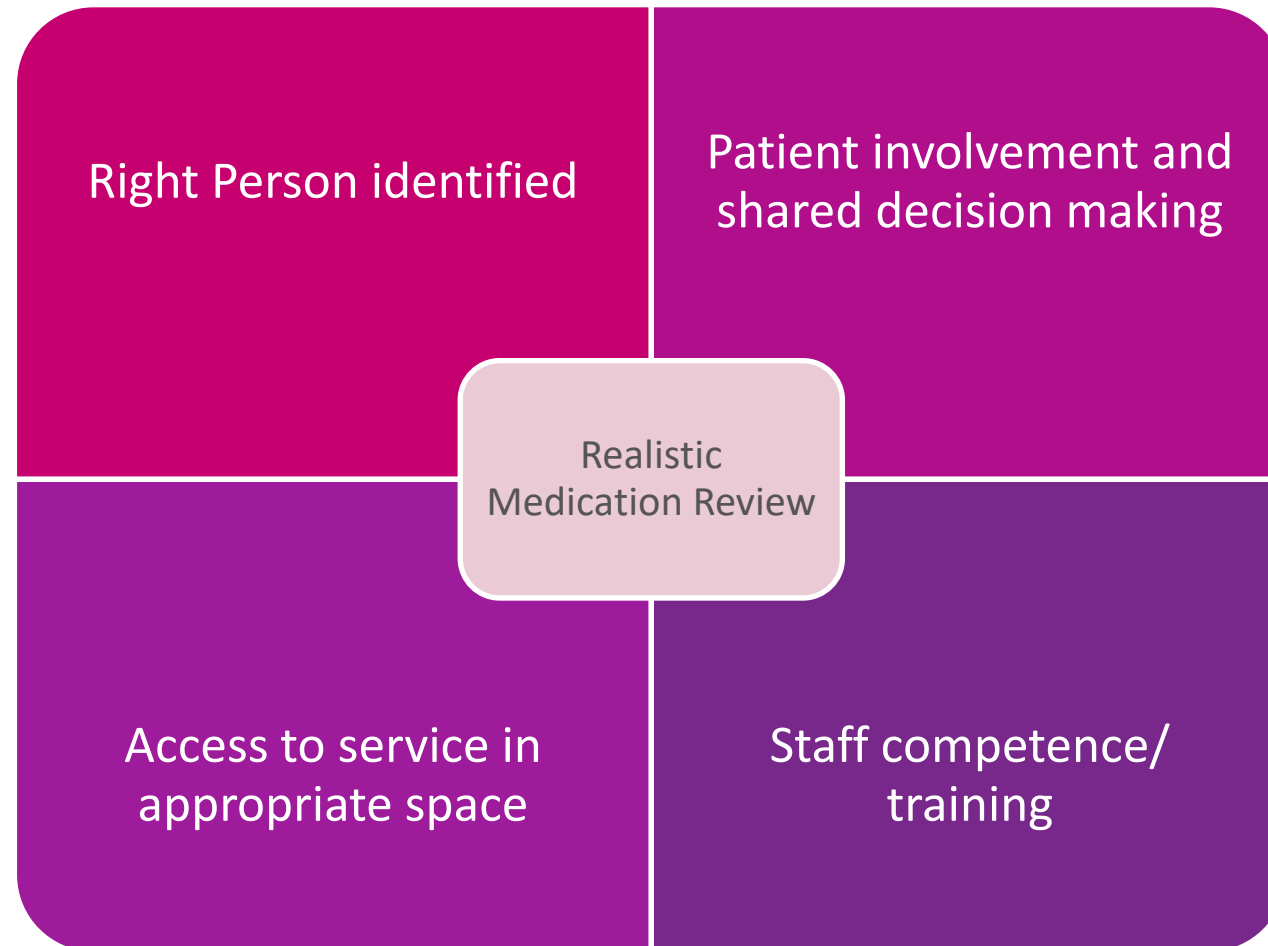 Right Person identified
Patient involvement and
shared decision making
Realistic
Medication Review
Access to service in
appropriate space
Staff competence/
training